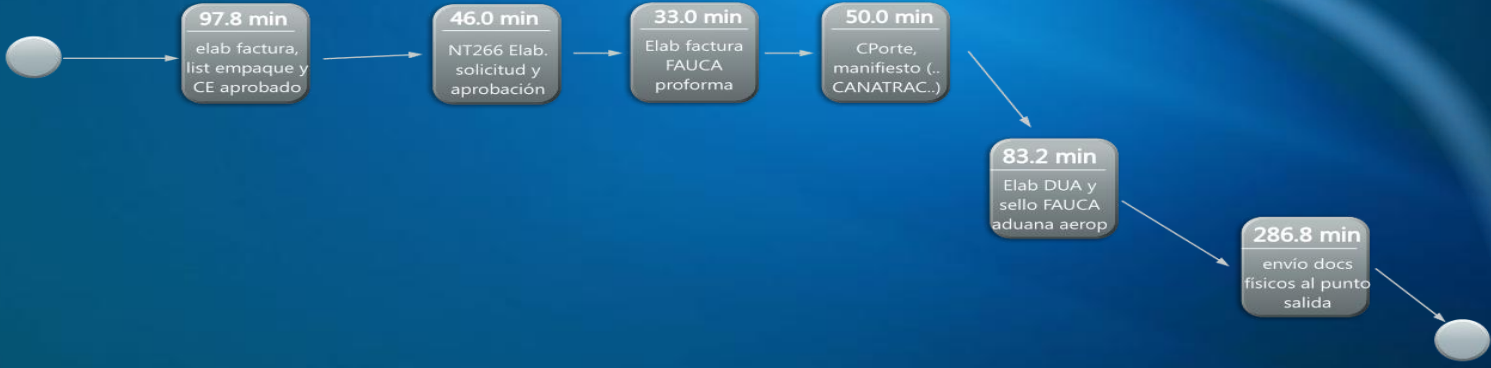 97.8 min
elab factura,
list empaque y
CE aprobado
46.0 min
NT266 Elab.
solicitud y
aprobación
33.0 min
Elab factura
FAUCA
proforma
50.0 min
CPorte,
manifiesto (..
CANATRAC..)
83.2 min
Elab DUA y
sello FAUCA
aduana aerop
286.8 min
envío docs
físicos al punto
salida